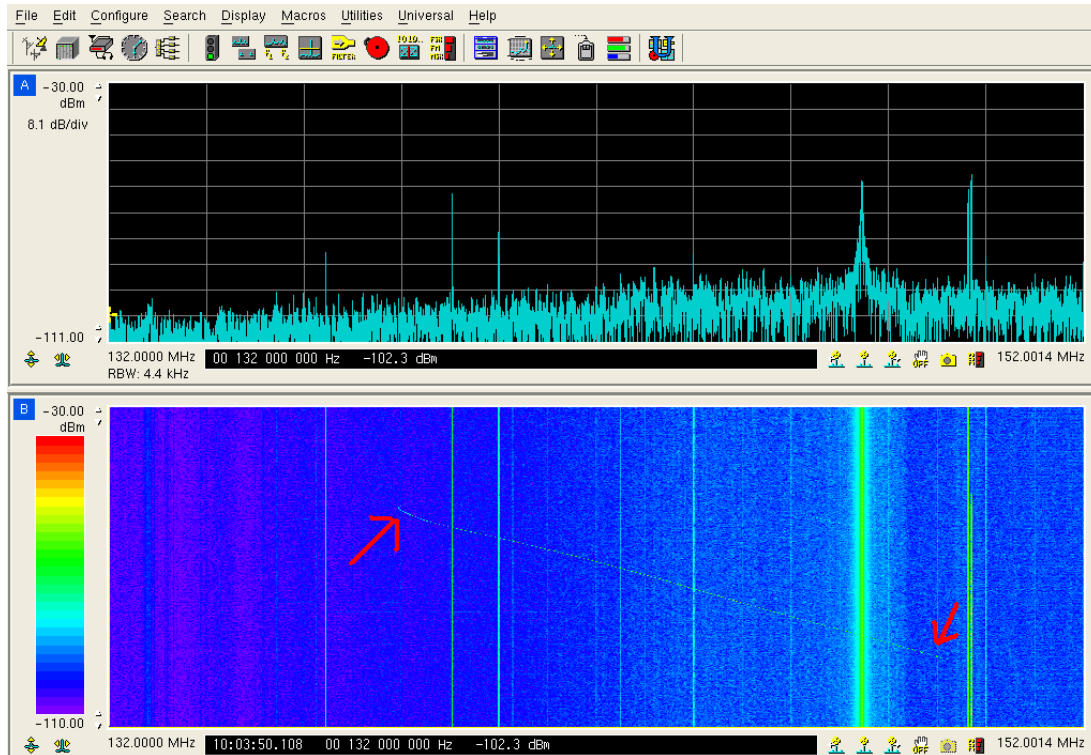 File Edit Configure Search Display Macros Utilities Universal Help
FILTER
A -30.00
dBm
8.1 dB/div
-111.00
132.0000 MHz 00 132 000 000 Hz -102.3 dBm OFF 152.0014 MHz
RBW: 4.4 kHz
B -30.00
dBm
-110.00
132.0000 MHz 10:03:50.108 00 132 000 000 Hz -102.3 dBm OFF 152.0014 MHz